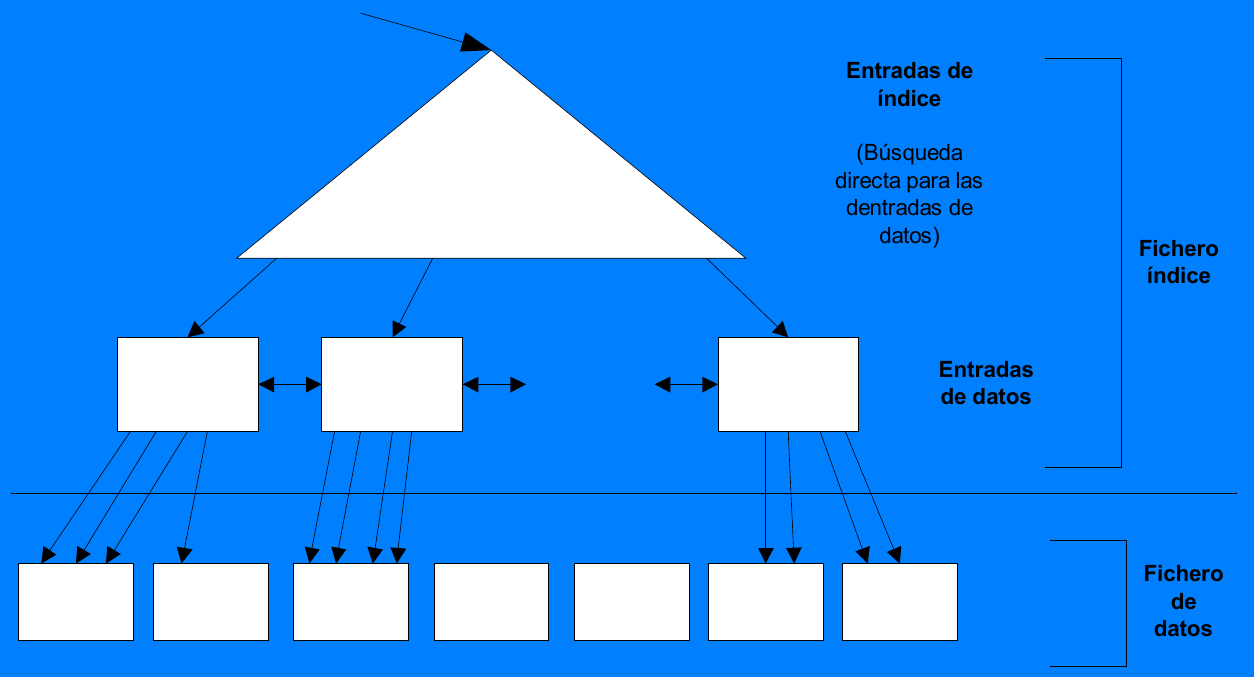 Entradas de
índice
(Búsqueda
directa para las
dentradas de
datos)
Fichero
índice
Entradas
de datos
Fichero
de
datos